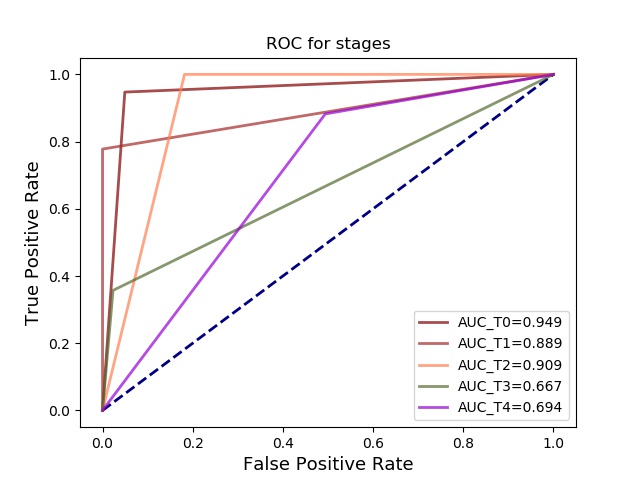 ROC for stages
True Positive Rate
1.0
0.8
0.6
0.4
0.2
0.0
AUC_T0=0.949
AUC_T1=0.889
AUC_T2=0.909
AUC_T3=0.667
AUC_T4=0.694
0.0 0.2 0.4 0.6 0.8 1.0
False Positive Rate